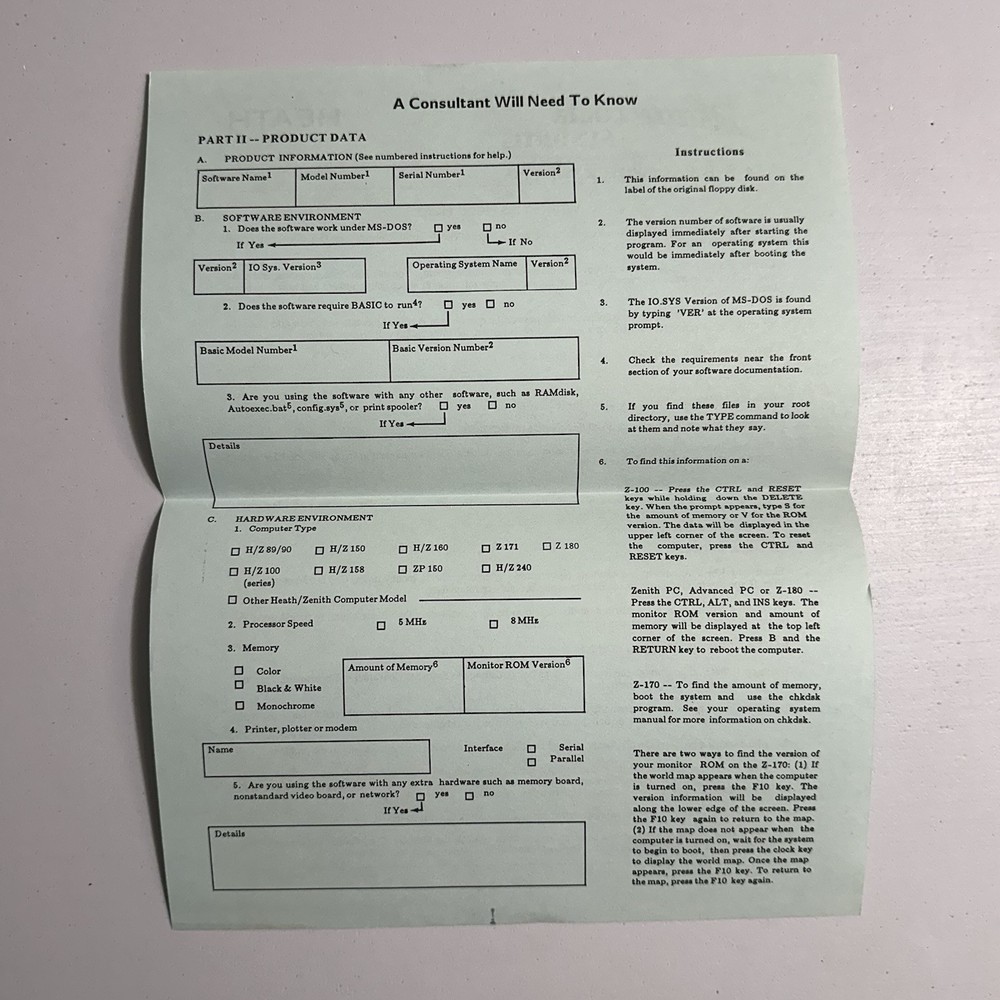 A Consultant Will Need To Know
PART II -- PRODUCT DATA
A. PRODUCT INFORMATION (See numbered instructions for help.)
Software Name1 Model Number1 Serial Number1 Version2
B. SOFTWARE ENVIRONMENT
1. Does the software work under MS-DOS? yes no
If Yes If No
Version2 IO Sys. Version3 Operating System Name Version2
2. Does the software require BASIC to run4? yes no
If Yes
Basic Model Number1 Basic Version Number2
3. Are you using the software with any other software, such as RAMdisk,
Autoexec.bat5, config.sys5, or print spooler? yes no
If Yes
Details
C. HARDWARE ENVIRONMENT
1. Computer Type
H/Z 89/90 H/Z 150 H/Z 160 Z 171 Z 180
H/Z 100 H/Z 158 ZP 150 H/Z 240
(series)
Other Heath/Zenith Computer Model
2. Processor Speed 5 MHz 8 MHz
3. Memory
Color
Black & White
Monochrome
Amount of Memory6 Monitor ROM Version6
4. Printer, plotter or modem
Name
Interface Serial
Parallel
5. Are you using the software with any extra hardware such as memory board,
nonstandard video board, or network? yes no
If Yes
Details
Instructions
1. This information can be found on the
label of the original floppy disk.
2. The version number of software is usually
displayed immediately after starting the
program. For an operating system this
would be immediately after booting the
system.
3. The IO.SYS Version of MS-DOS is found
by typing 'VER' at the operating system
prompt.
4. Check the requirements near the front
section of your software documentation.
5. If you find these files in your root
directory, use the TYPE command to look
at them and note what they say.
6. To find this information on a:
Z-100 -- Press the CTRL and RESET
keys while holding down the DELETE
key. When the prompt appears, type S for
the amount of memory or V for the ROM
version. The data will be displayed in the
upper left corner of the screen. To reset
the computer, press the CTRL and
RESET keys.
Zenith PC, Advanced PC or Z-180 --
Press the CTRL, ALT, and INS keys. The
monitor ROM version and amount of
memory will be displayed at the top left
corner of the screen. Press B and the
RETURN key to reboot the computer.
Z-170 -- To find the amount of memory,
boot the system and use the chkdsk
program. See your operating system
manual for more information on chkdsk.
There are two ways to find the version of
your monitor ROM on the Z-170: (1) If
the world map appears when the computer
is turned on, press the F10 key. The
version information will be displayed
along the lower edge of the screen. Press
the F10 key again to return to the map.
(2) If the map does not appear when the
computer is turned on, wait for the system
to begin to boot, then press the clock key
to display the world map. Once the map
appears, press the F10 key. To return to
the map, press the F10 key again.